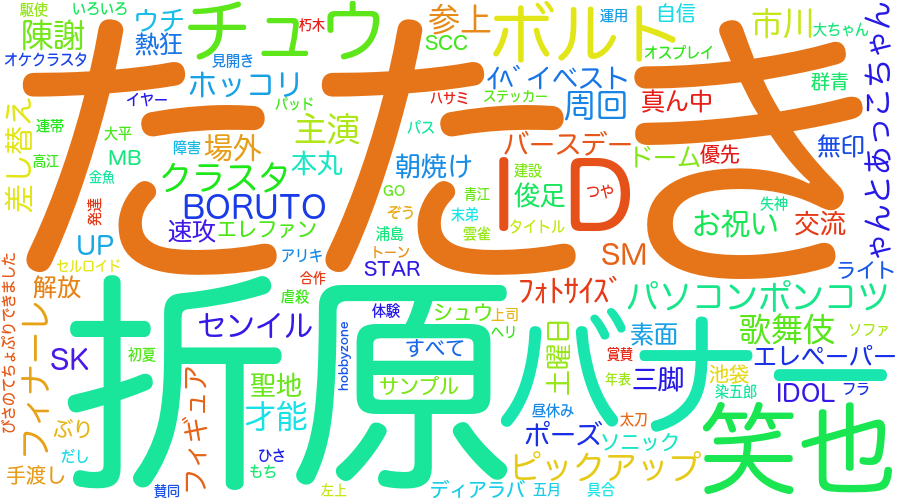 駆使
いろいろ
チュウ
朽木
参上
ボルト
運用
自信
市川
大ちゃん
陳謝
ウチ
熱狂
SCC
オスプレイ
オケクラスタ
見開き
たたき
ホッコリ
バッド
ハサミ
ｲﾍﾞ
イベスト
ステッカー
周回
真ん中
群青
ゃんとあっこちゃん
差し替え
イヤー
連帯
大平
障害
場外
主演
パス
バースデー
ドーム
優先
無印
高江
MB
金魚
クラスタ
本丸
朝焼け
ID
建設
俊足
つや
失神
発達
BORUTO
GO
青江
ぞう
末弟
タイトル
お祝い
交流
速攻
エレファン
浦島
雲雀
UP
アリキ
トーン
SM
セルロイド
STAR
ライト
解放
合作
ﾌｫﾄｻｲｽﾞ
パソコンポンコツ
びさのてちょぶりできました
フィナーレ
折原
虐殺
体験
シュウ
上司
バナー
センイル
ヘリ
素面
歌舞伎
ソファ
SK
初夏
hobbyzone
すべて
土曜日
賞賛
エレペーパー
フィギュア
聖地
サンプル
年表
三脚
池袋
IDOL
フラ
染五郎
才能
昼休み
太刀
笑也
ぶり
ポーズ
ソニック
だし
ひさ
手渡し
もち
ピックアップ
賛同
左上
ディアラバ
五月
具合